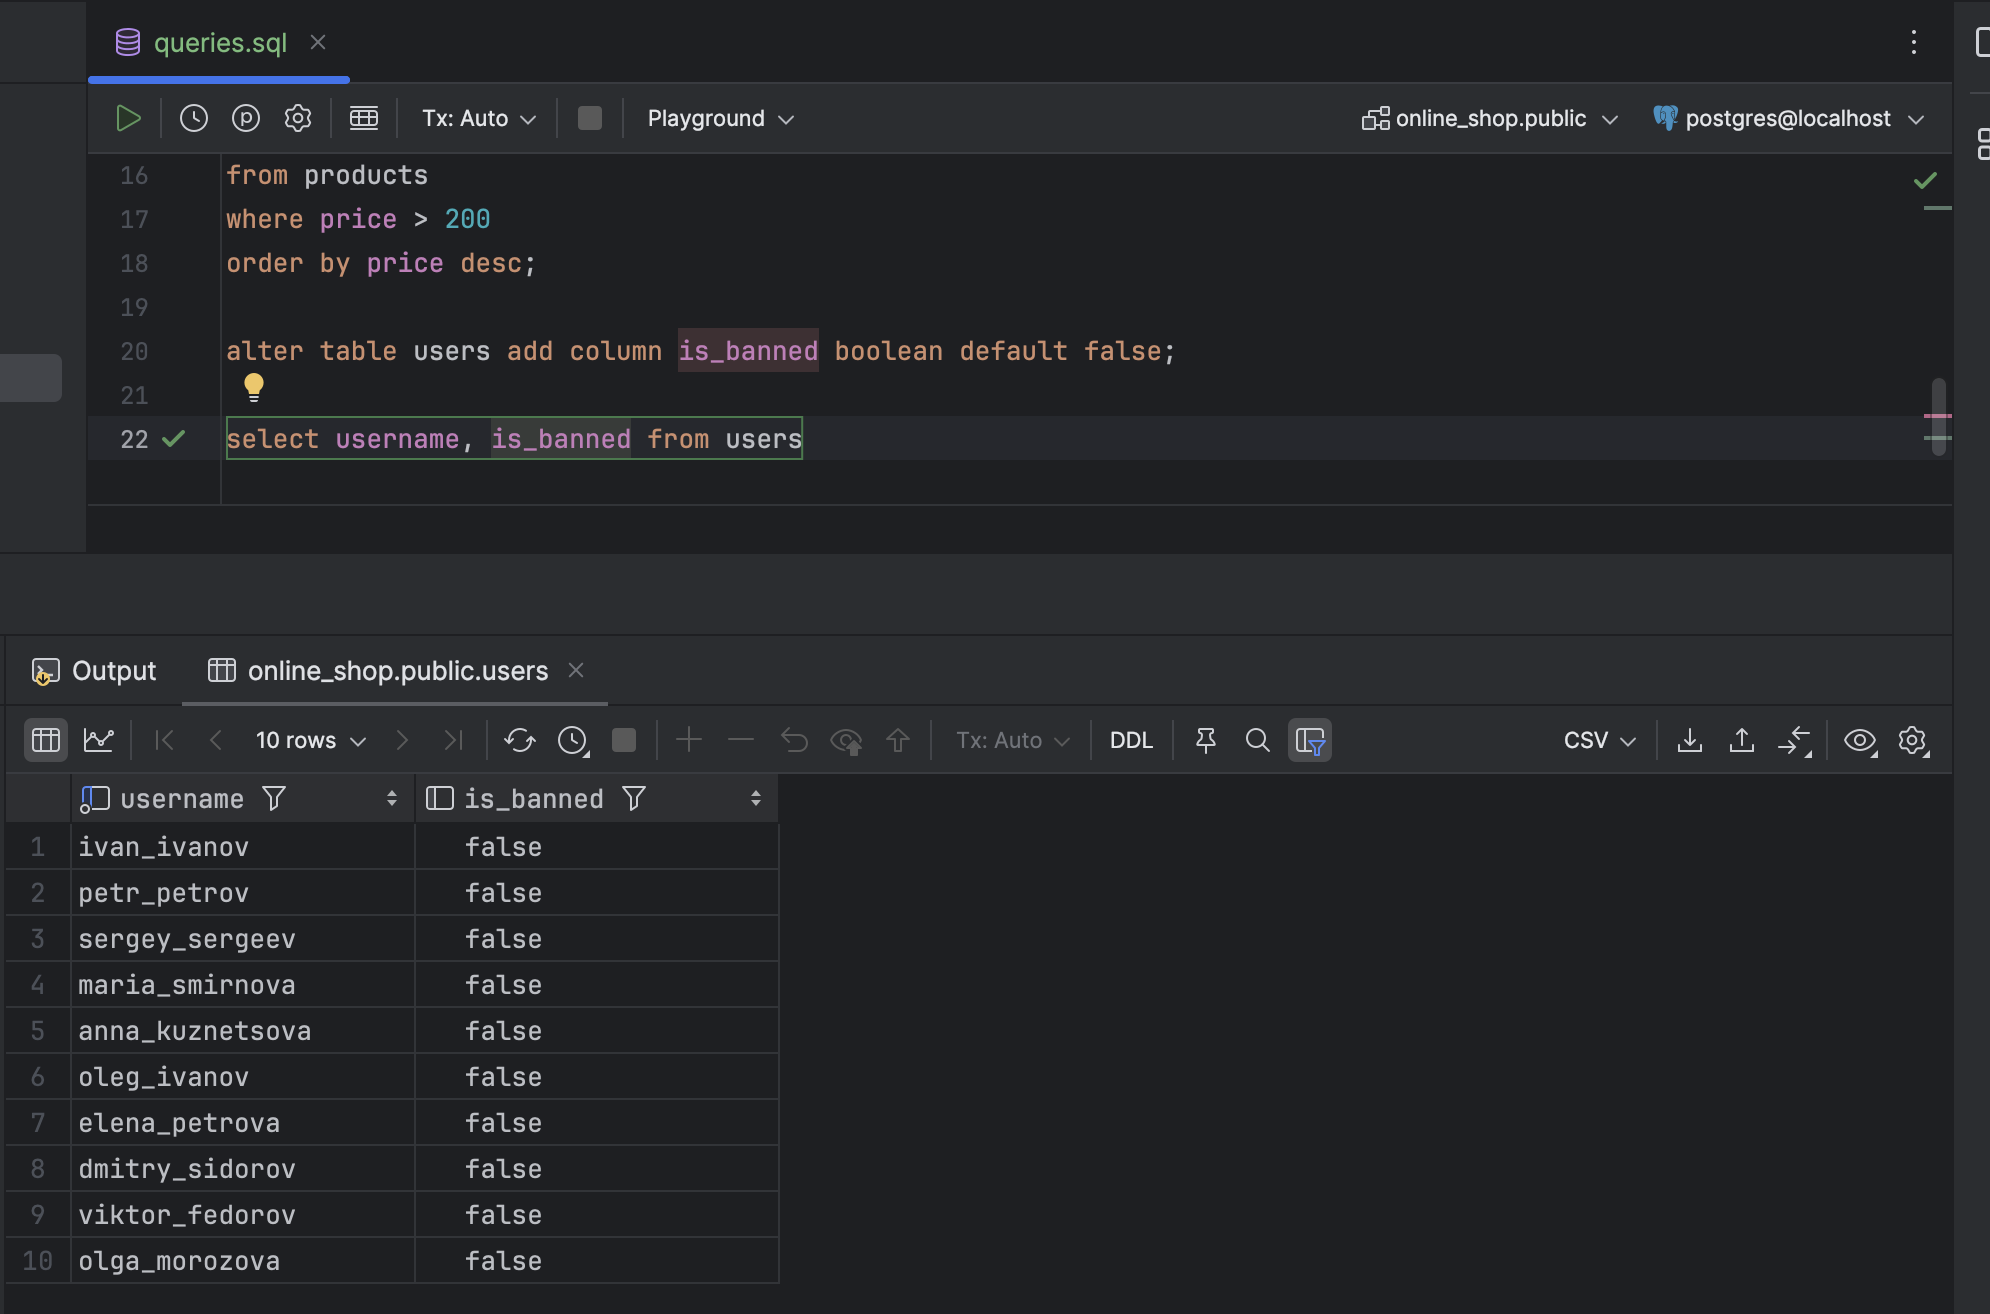 queries.sql
Tx: Auto Playground online_shop.public postgres@localhost
16 from products
17 where price > 200
18 order by price desc;
19
20 alter table users add column is_banned boolean default false;
21
22 select username, is_banned from users
Output online_shop.public.users
10 rows Tx: Auto DDL CSV
username is_banned
1 ivan_ivanov false
2 petr_petrov false
3 sergey_sergeev false
4 maria_smirnova false
5 anna_kuznetsova false
6 oleg_ivanov false
7 elena_petrova false
8 dmitry_sidorov false
9 viktor_fedorov false
10 olga_morozova false